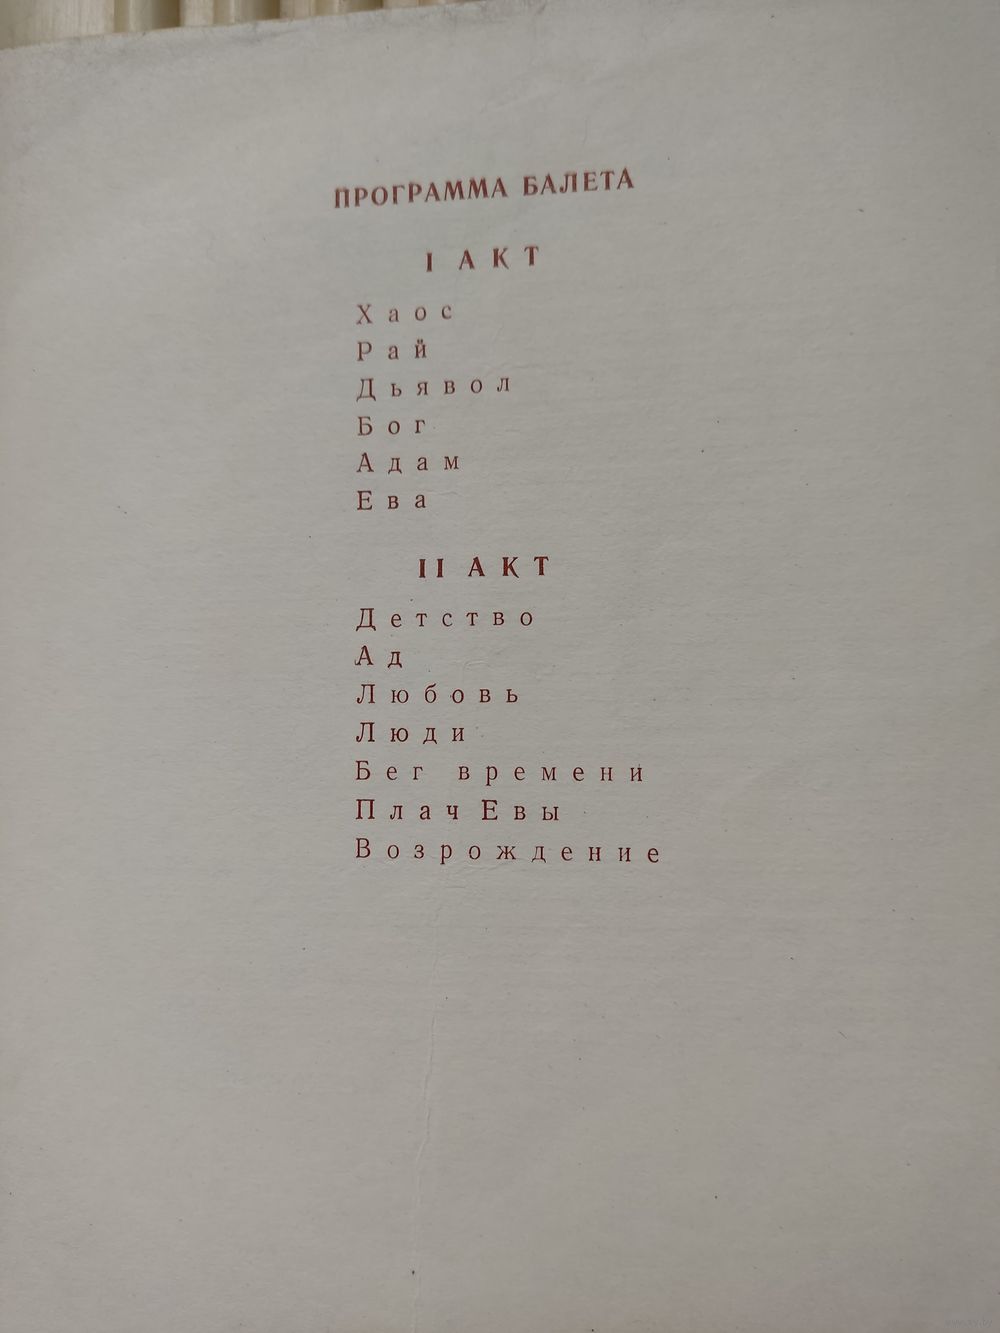 ПРОГРАММА БАЛЕТА
I АКТ
Хаос
Рай
Дьявол
Бог
Адам
Ева
II АКТ
Детство
Ад
Любовь
Люди
Бег времени
Плач Евы
Возрождение